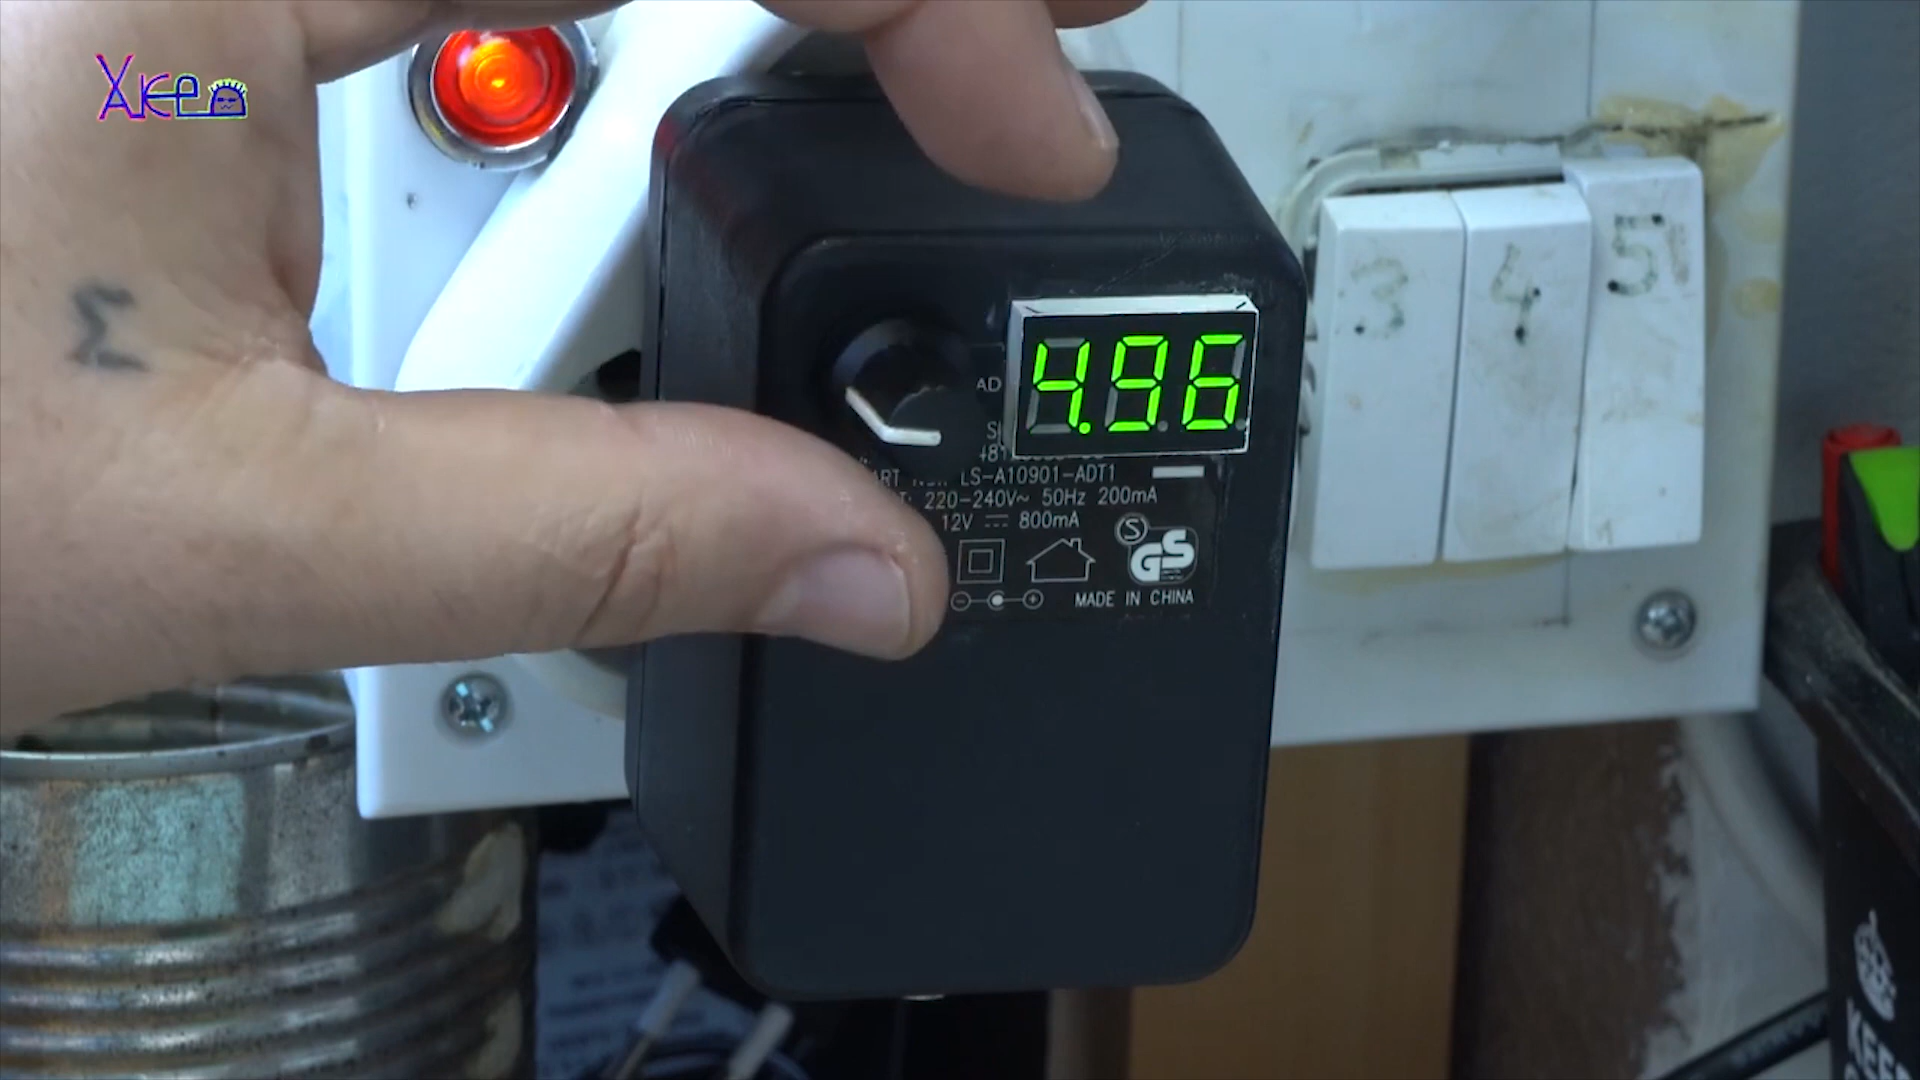 3
4
5
4.96
AD
LS-A10901-ADT1
220-240V~ 50Hz 200mA
12V ⎓ 800mA
S
GS
MADE IN CHINA